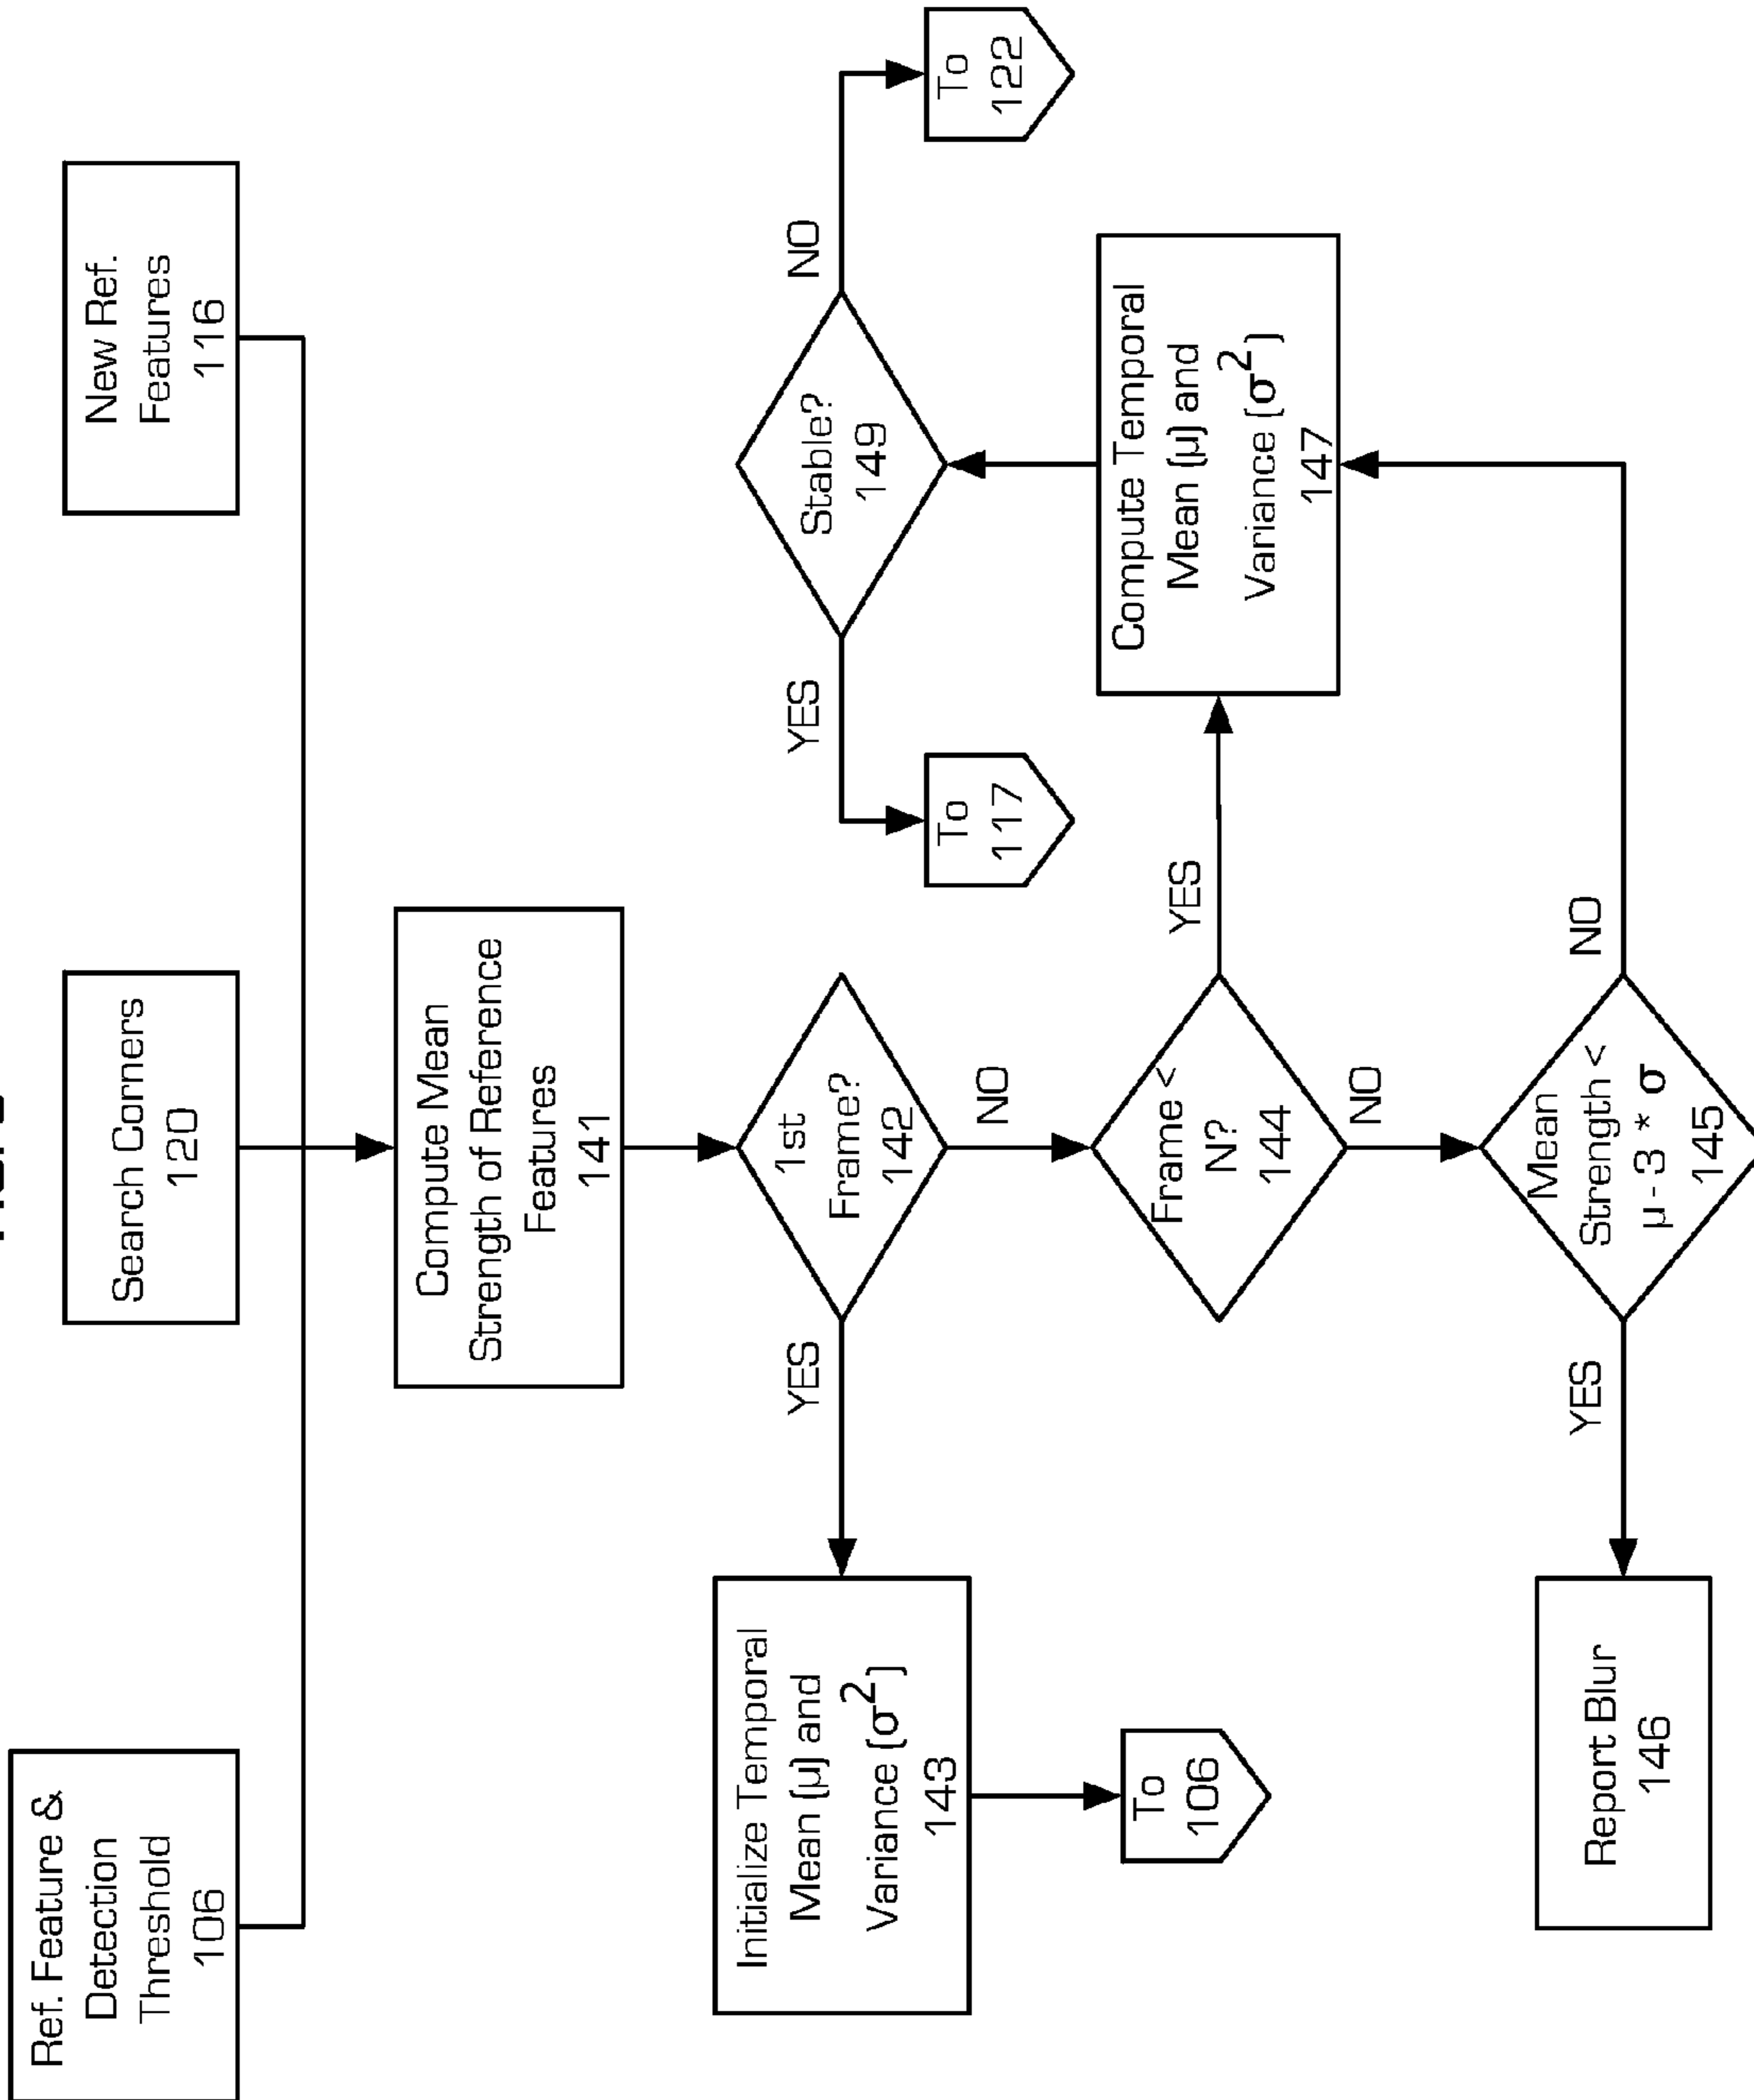 Ref. Feature &
Detection
Threshold
106
Search Corners
120
New Ref.
Features
116
Compute Mean
Strength of Reference
Features
141
1st
Frame?
142
YES
NO
Initialize Temporal
Mean (µ) and
Variance (σ²)
143
To
106
Frame <
N?
144
YES
NO
Mean
Strength <
µ - 3 * σ
145
YES
NO
Report Blur
146
Compute Temporal
Mean (µ) and
Variance (σ²)
147
Stable?
149
YES
NO
To
117
To
122